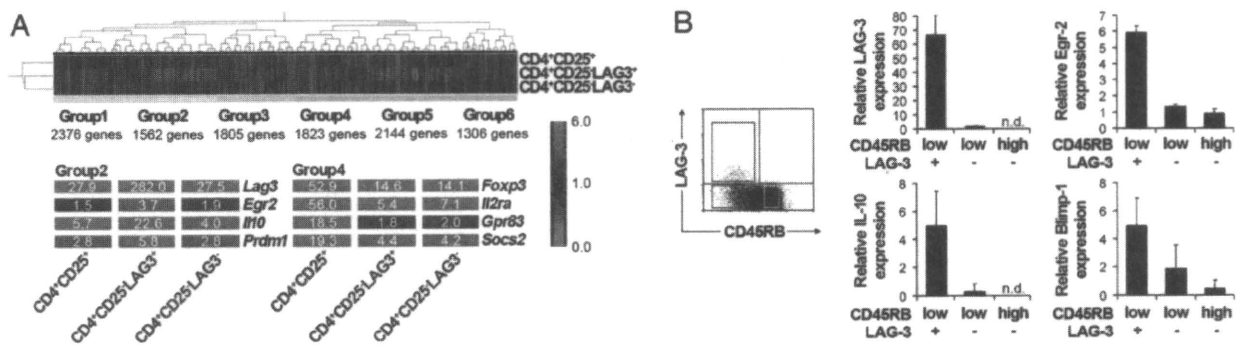 A
CD4⁺CD25⁺
CD4⁺CD25⁻LAG3⁺
CD4⁺CD25⁻LAG3⁻
Group1 Group2 Group3 Group4 Group5 Group6
2376 genes 1562 genes 1805 genes 1823 genes 2144 genes 1306 genes
6.0
1.0
0.0
Group2 Group4
27.9 282.0 27.5 Lag3 52.9 14.6 14.1 Foxp3
1.5 3.7 1.9 Egr2 56.0 5.4 7.1 Il2ra
5.7 22.6 4.0 Il10 18.5 1.8 2.0 Gpr83
2.8 5.8 2.8 Prdm1 19.3 4.4 4.2 Socs2
CD4⁺CD25⁺ CD4⁺CD25⁻LAG3⁺ CD4⁺CD25⁻LAG3⁻ CD4⁺CD25⁺ CD4⁺CD25⁻LAG3⁺ CD4⁺CD25⁻LAG3⁻
B
LAG-3
CD45RB
Relative LAG-3 expression
80
70
60
50
40
30
20
10
0
n.d.
CD45RB low low high
LAG-3 + - -
Relative Egr-2 expression
7
6
5
4
3
2
1
0
CD45RB low low high
LAG-3 + - -
Relative IL-10 expression
8
6
4
2
0
n.d.
CD45RB low low high
LAG-3 + - -
Relative Blimp-1 expression
8
6
4
2
0
CD45RB low low high
LAG-3 + - -